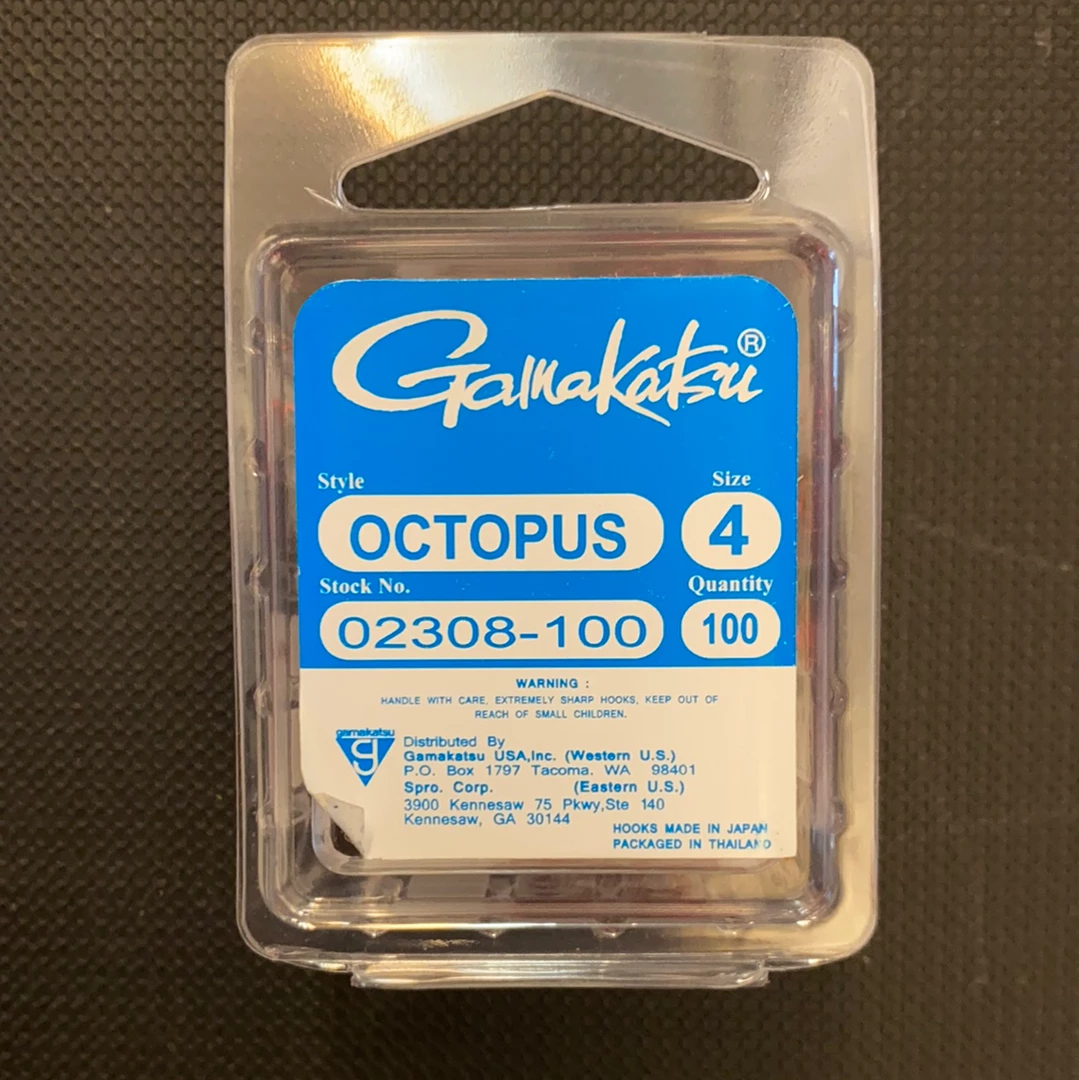 Gamakatsu®
Style Size
OCTOPUS 4
Stock No. Quantity
02308-100 100
WARNING :
HANDLE WITH CARE, EXTREMELY SHARP HOOKS, KEEP OUT OF
REACH OF SMALL CHILDREN.
gamakatsu
g
Distributed By
Gamakatsu USA,Inc. (Western U.S.)
P.O. Box 1797 Tacoma. WA 98401
Spro. Corp. (Eastern U.S.)
3900 Kennesaw 75 Pkwy,Ste 140
Kennesaw, GA 30144
HOOKS MADE IN JAPAN
PACKAGED IN THAILAND